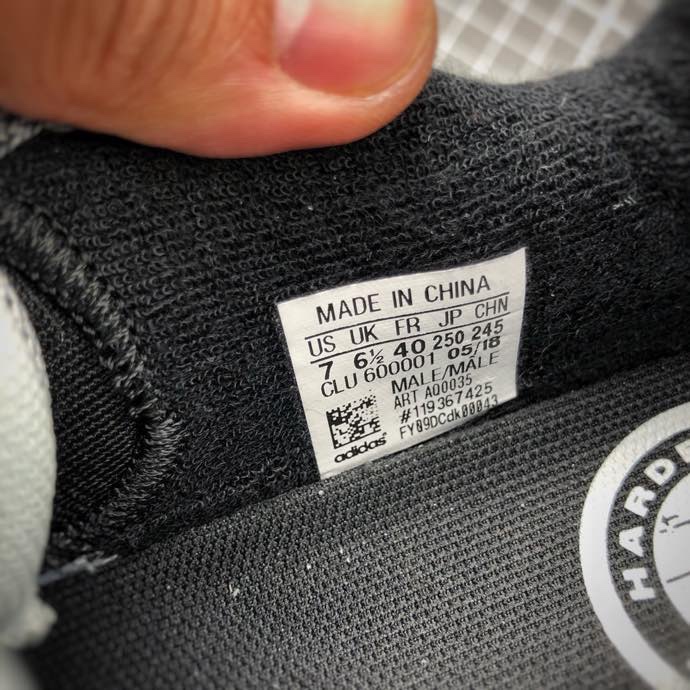 MADE IN CHINA
US UK FR JP CHN
7 6½ 40 250 245
CLU 600001 05/18
MALE/MÂLE
ART AQ0035
#119367425
FY09DCdk00043
adidas
HARDE